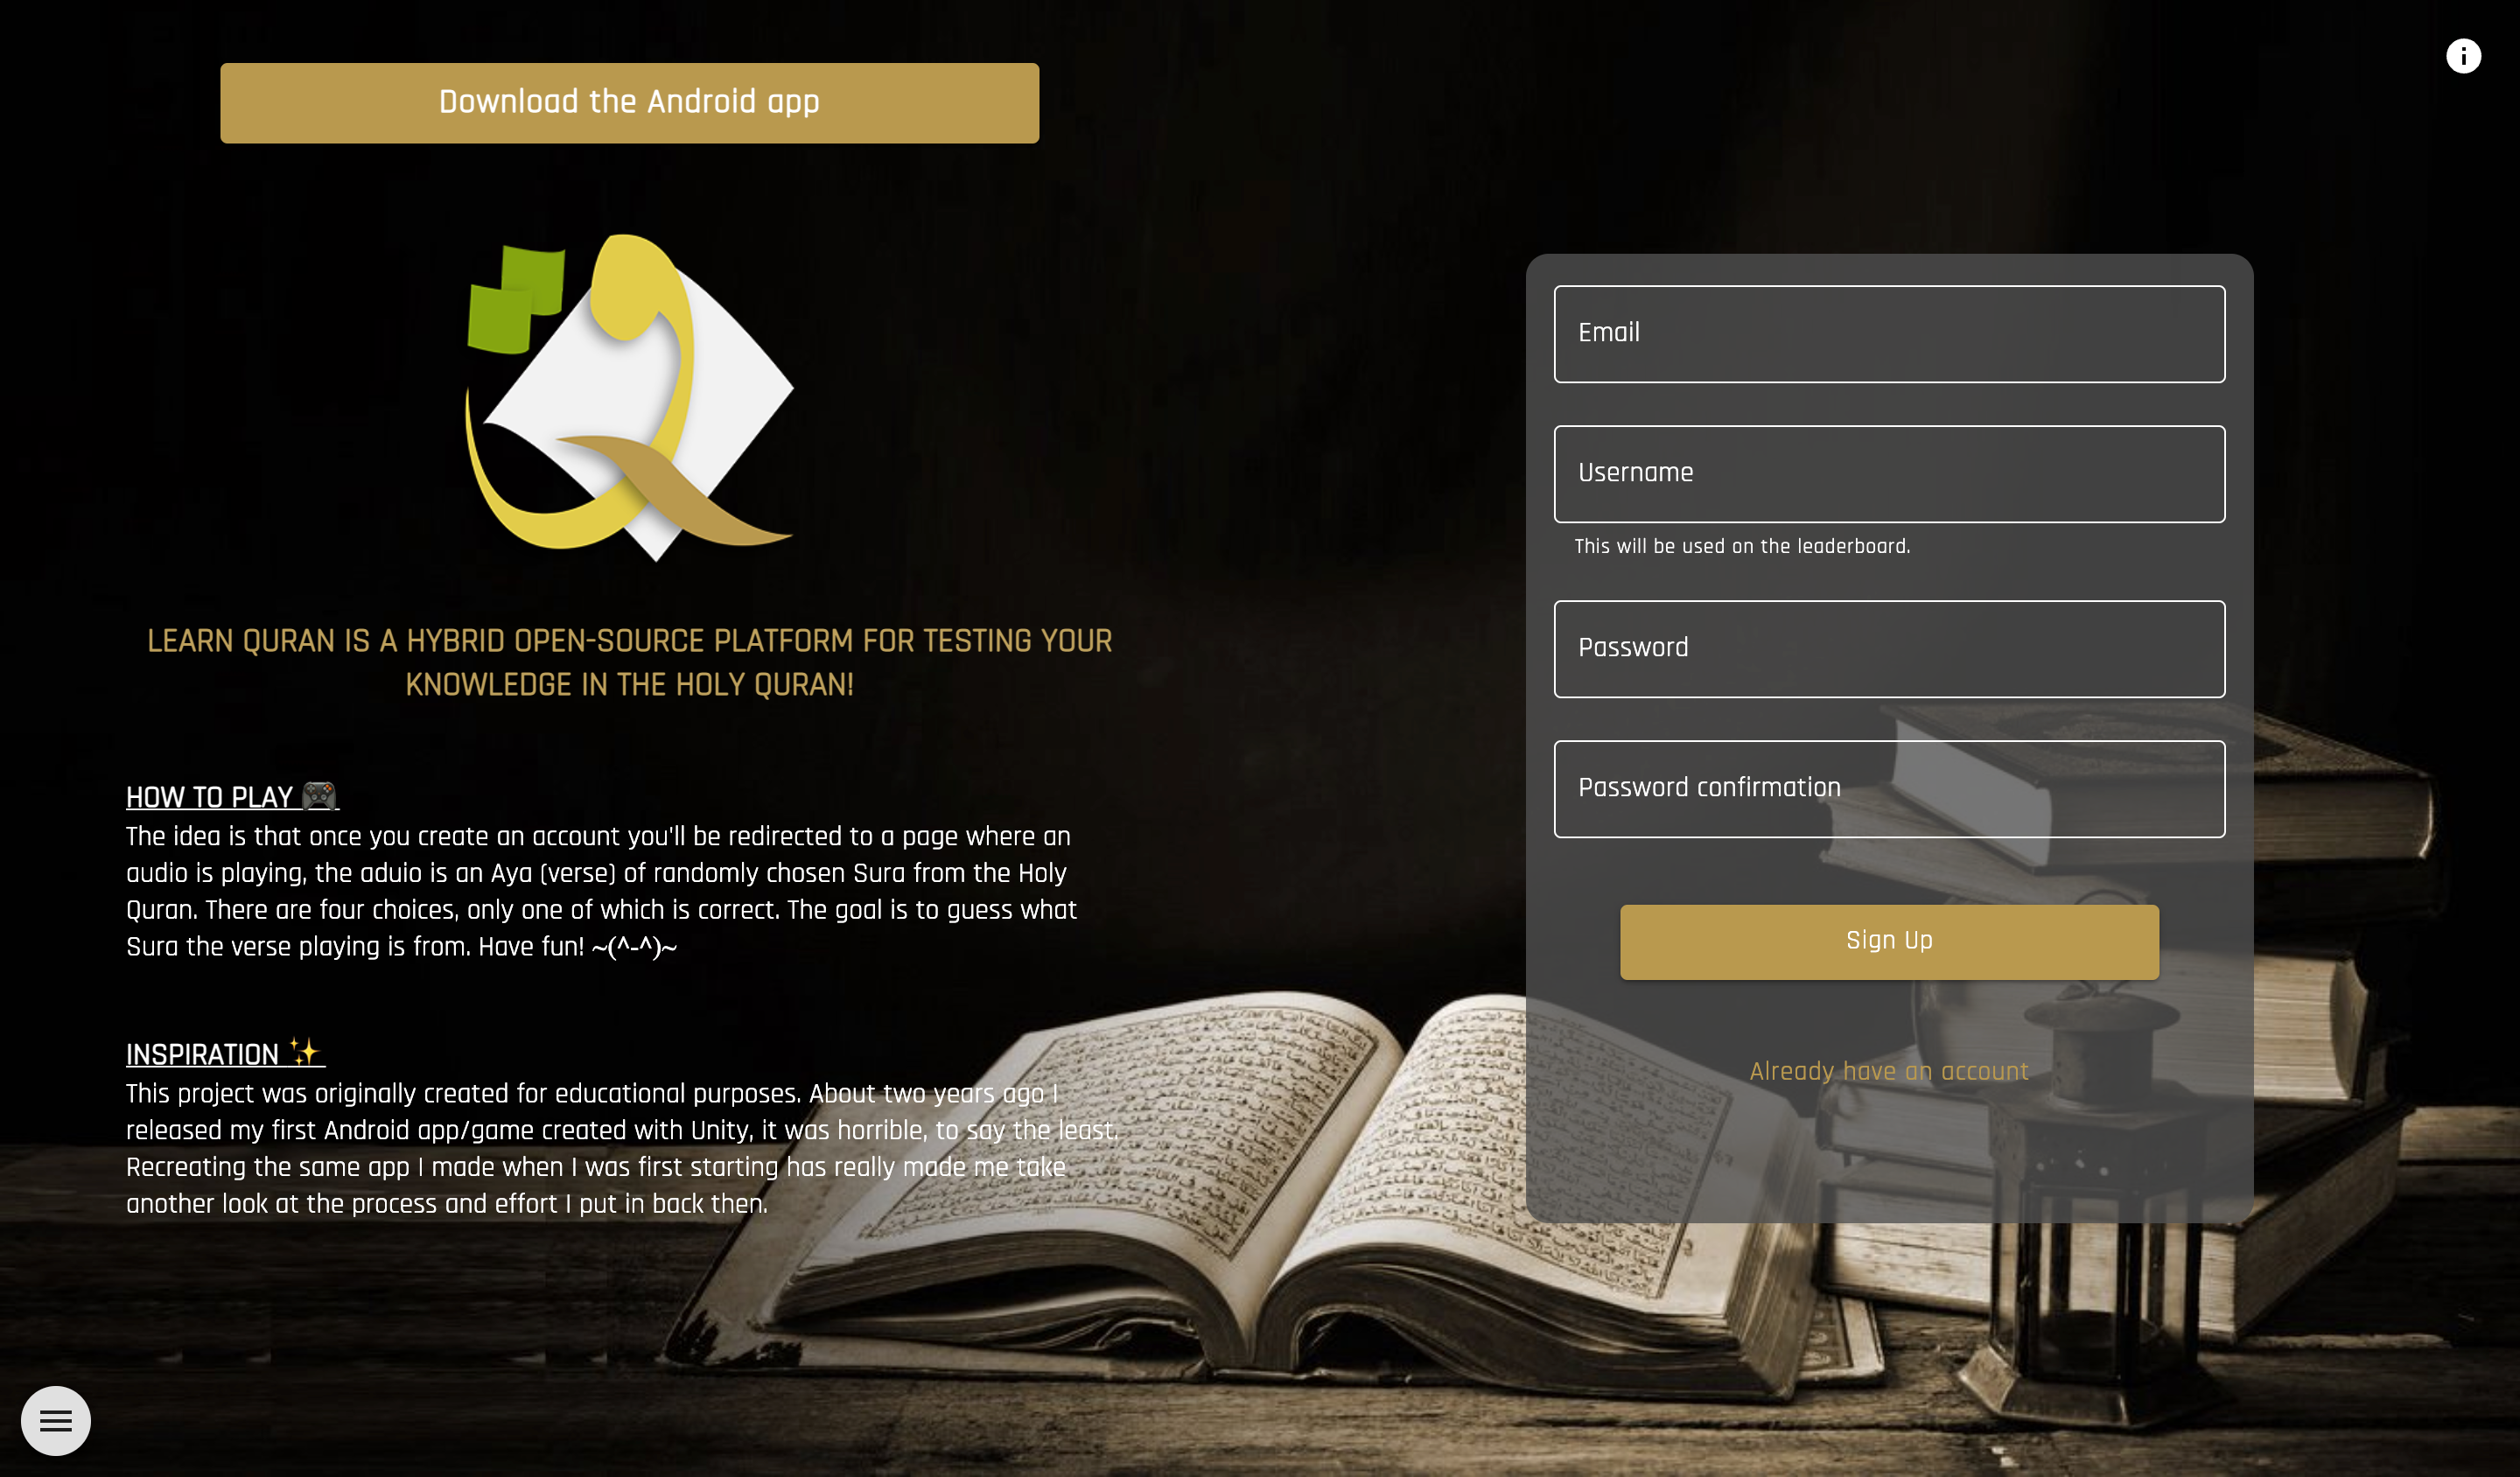 Download the Android app
LEARN QURAN IS A HYBRID OPEN-SOURCE PLATFORM FOR TESTING YOUR
KNOWLEDGE IN THE HOLY QURAN!
HOW TO PLAY 🎮
The idea is that once you create an account you'll be redirected to a page where an
audio is playing, the aduio is an Aya (verse) of randomly chosen Sura from the Holy
Quran. There are four choices, only one of which is correct. The goal is to guess what
Sura the verse playing is from. Have fun! ~(^-^)~
INSPIRATION ✨
This project was originally created for educational purposes. About two years ago I
released my first Android app/game created with Unity, it was horrible, to say the least.
Recreating the same app I made when I was first starting has really made me take
another look at the process and effort I put in back then.
Email
Username
This will be used on the leaderboard.
Password
Password confirmation
Sign Up
Already have an account